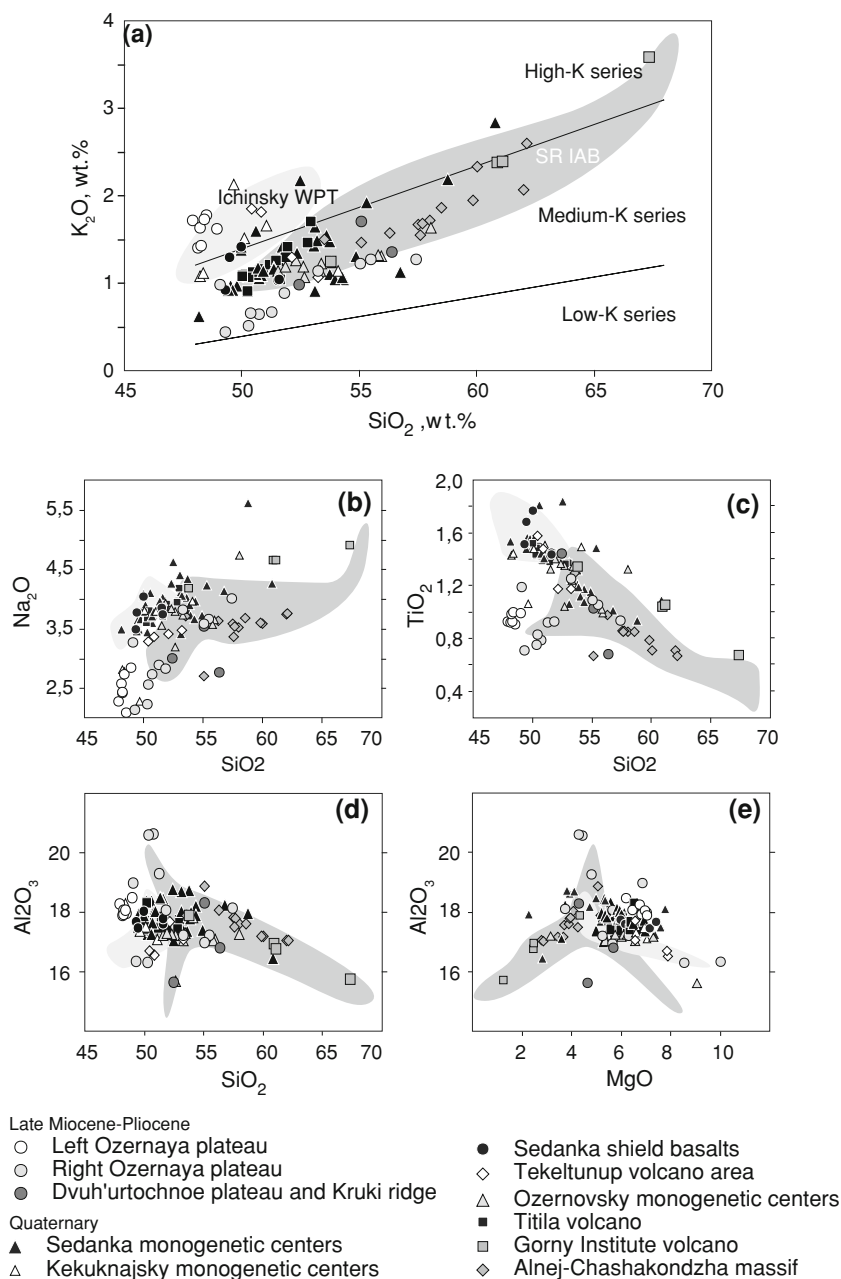 (a)
4
3
2
1
0
K₂O, wt.%
High-K series
SR IAB
Ichinsky WPT
Medium-K series
Low-K series
45 50 55 60 65 70
SiO₂ ,wt.%
(b)
5,5
4,5
3,5
2,5
Na₂O
45 50 55 60 65 70
SiO2
(c)
2,0
1,6
1,2
0,8
0,4
TiO₂
45 50 55 60 65 70
SiO2
(d)
20
18
16
Al2O₃
45 50 55 60 65 70
SiO₂
(e)
20
18
16
Al2O₃
2 4 6 8 10
MgO
Late Miocene-Pliocene
Left Ozernaya plateau
Right Ozernaya plateau
Dvuh'urtochnoe plateau and Kruki ridge
Quaternary
Sedanka monogenetic centers
Kekuknajsky monogenetic centers
Sedanka shield basalts
Tekeltunup volcano area
Ozernovsky monogenetic centers
Titila volcano
Gorny Institute volcano
Alnej-Chashakondzha massif